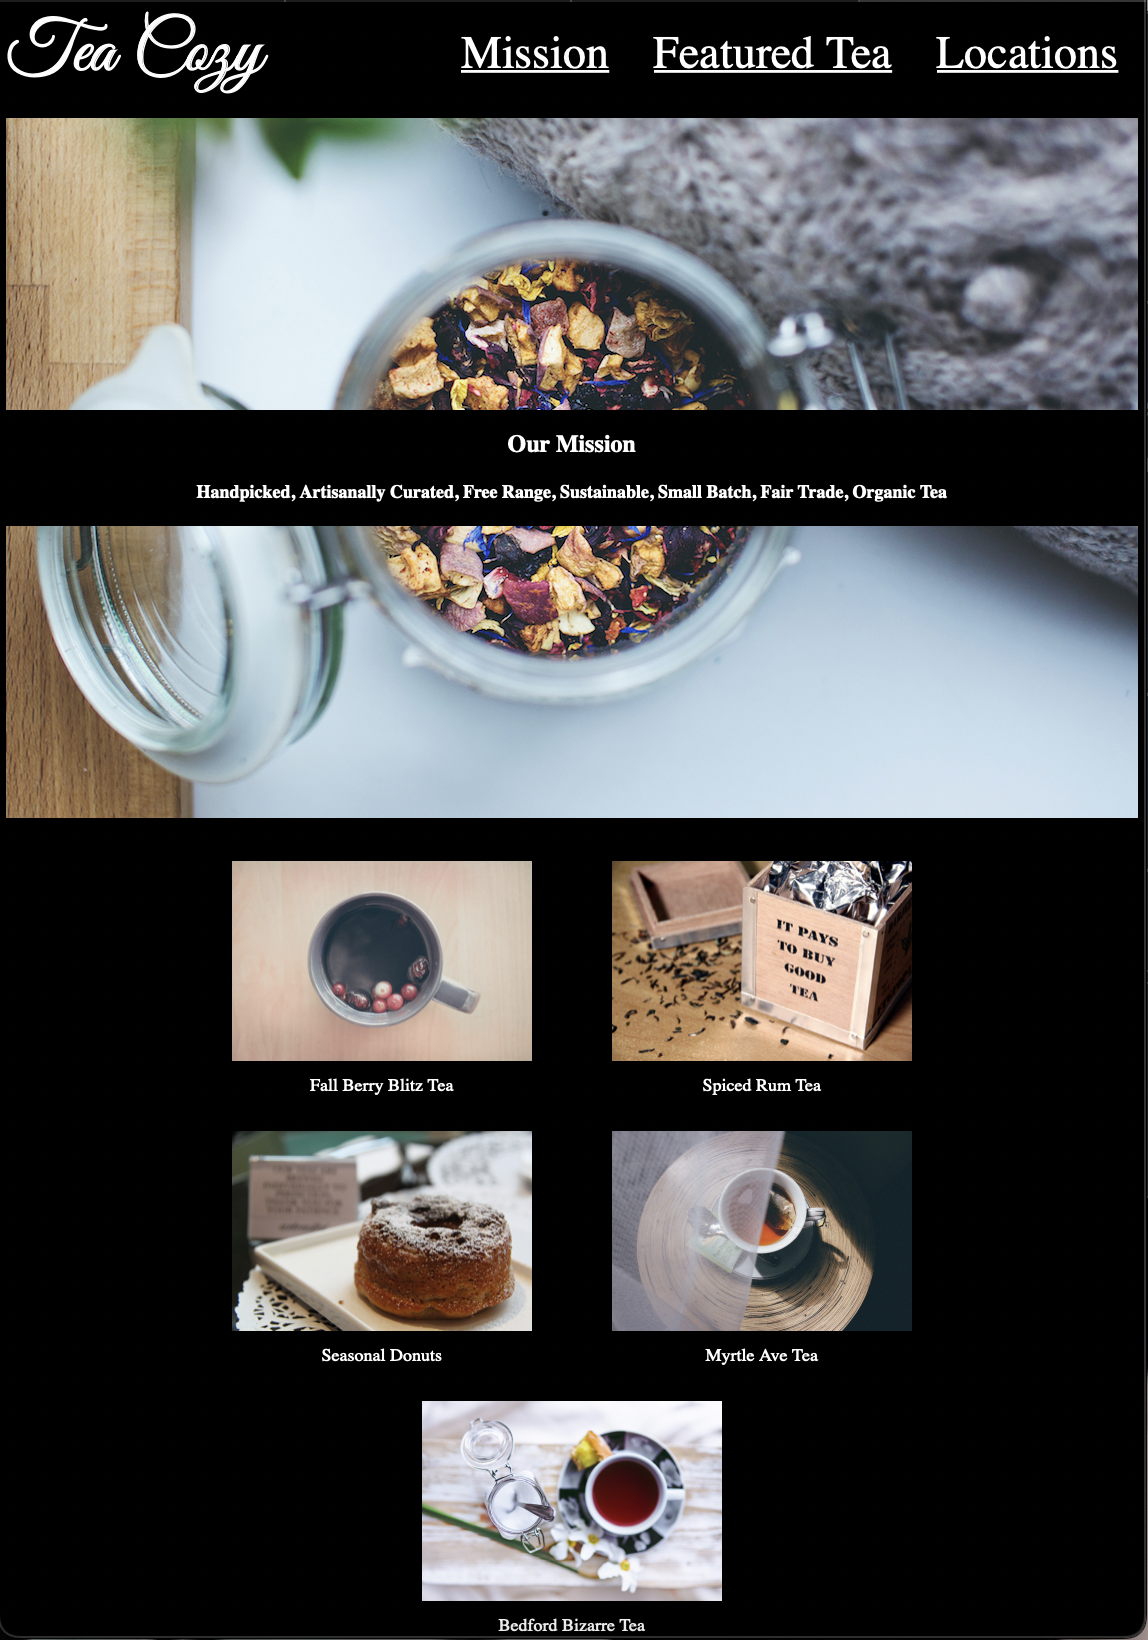 Tea Cozy
Mission Featured Tea Locations
Our Mission
Handpicked, Artisanally Curated, Free Range, Sustainable, Small Batch, Fair Trade, Organic Tea
IT PAYS
TO BUY
GOOD
TEA
Fall Berry Blitz Tea
Spiced Rum Tea
Seasonal Donuts
Myrtle Ave Tea
Bedford Bizarre Tea